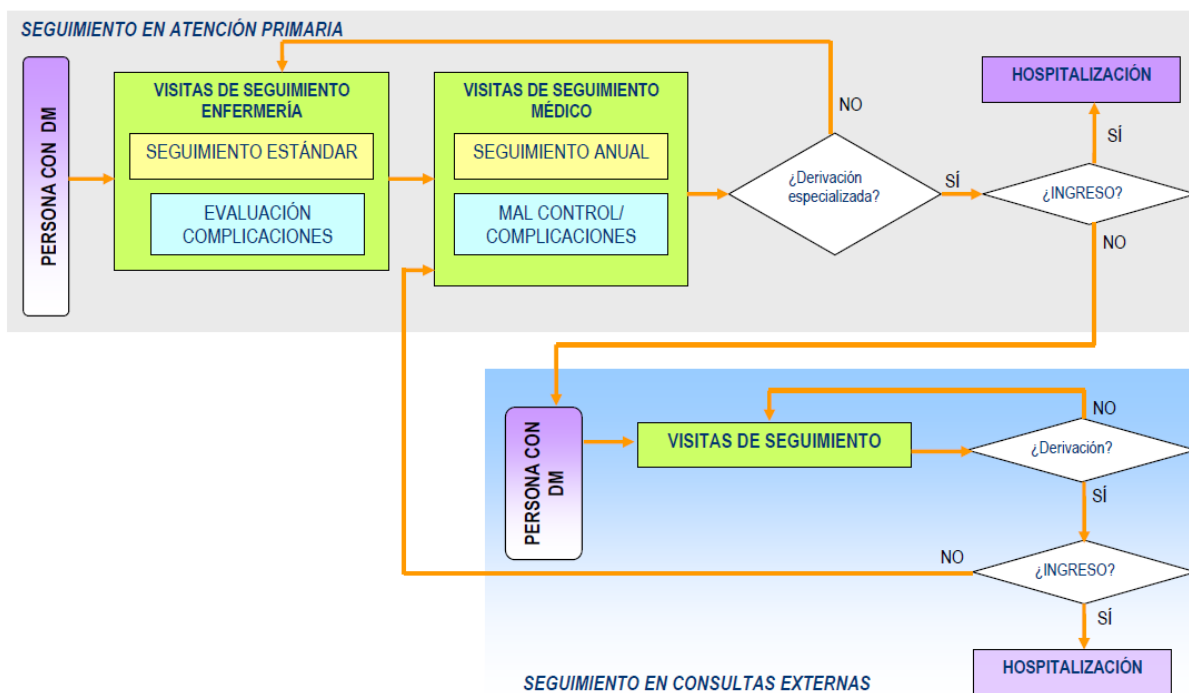 SEGUIMIENTO EN ATENCIÓN PRIMARIA
PERSONA CON DM
VISITAS DE SEGUIMIENTO
ENFERMERÍA
SEGUIMIENTO ESTÁNDAR
EVALUACIÓN
COMPLICACIONES
VISITAS DE SEGUIMIENTO
MÉDICO
SEGUIMIENTO ANUAL
MAL CONTROL/
COMPLICACIONES
NO
¿Derivación
especializada?
SÍ
HOSPITALIZACIÓN
SÍ
¿INGRESO?
NO
PERSONA CON
DM
VISITAS DE SEGUIMIENTO
NO
¿Derivación?
SÍ
NO
¿INGRESO?
SÍ
HOSPITALIZACIÓN
SEGUIMIENTO EN CONSULTAS EXTERNAS